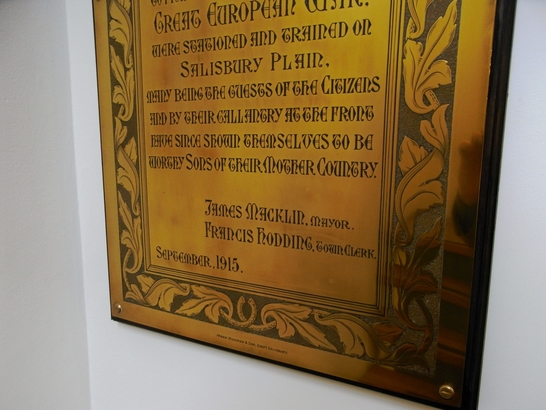 GREAT EUROPEAN WAR.
WERE STATIONED AND TRAINED ON
SALISBURY PLAIN,
MANY BEING THE GUESTS OF THE CITIZENS
AND BY THEIR GALLANTRY AT THE FRONT
HAVE SINCE SHOWN THEMSELVES TO BE
WORTHY SONS OF THEIR MOTHER COUNTRY.
JAMES MACKLIN, MAYOR.
FRANCIS HODDING, TOWN CLERK.
SEPTEMBER, 1915.